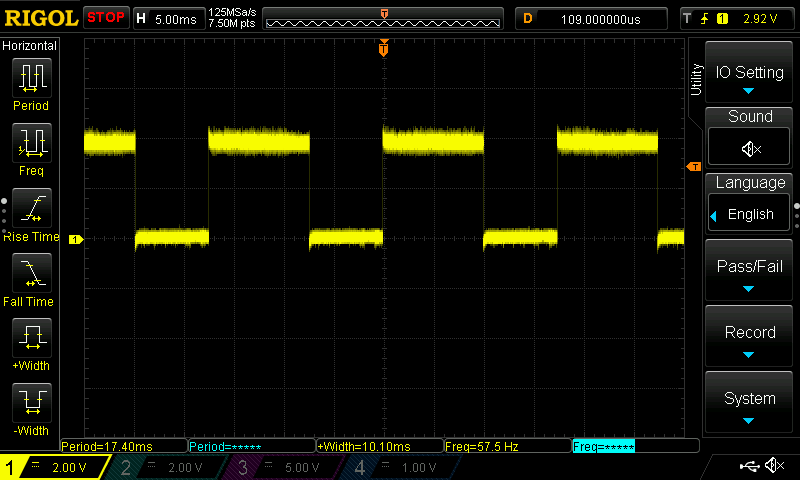 RIGOL STOP H 5.00ms 125MSa/s 7.50M pts T D 109.000000us T 1 2.92 V
Horizontal
Period
Freq
Rise Time
Fall Time
+Width
-Width
T
T
1
Utility
IO Setting
Sound
Language
English
Pass/Fail
Record
System
Period=17.40ms Period=***** +Width=10.10ms Freq=57.5 Hz Freq=*****
1 2.00 V 2 2.00 V 3 5.00 V 4 1.00 V